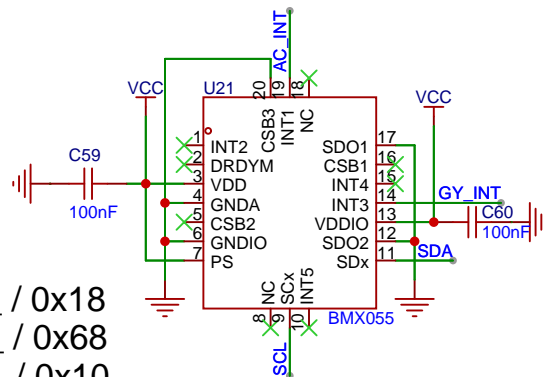 AC_INT
U21
20
CSB3
19
INT1
18
NC
VCC
VCC
C59
100nF
1 INT2
2 DRDYM
3 VDD
4 GNDA
5 CSB2
6 GNDIO
7 PS
SDO1 17
CSB1 16
INT4 15
INT3 14
VDDIO 13
SDO2 12
SDx 11
GY_INT
C60
100nF
SDA
8
NC
9
SCx
10
INT5
BMX055
SCL
/ 0x18
/ 0x68
/ 0x10